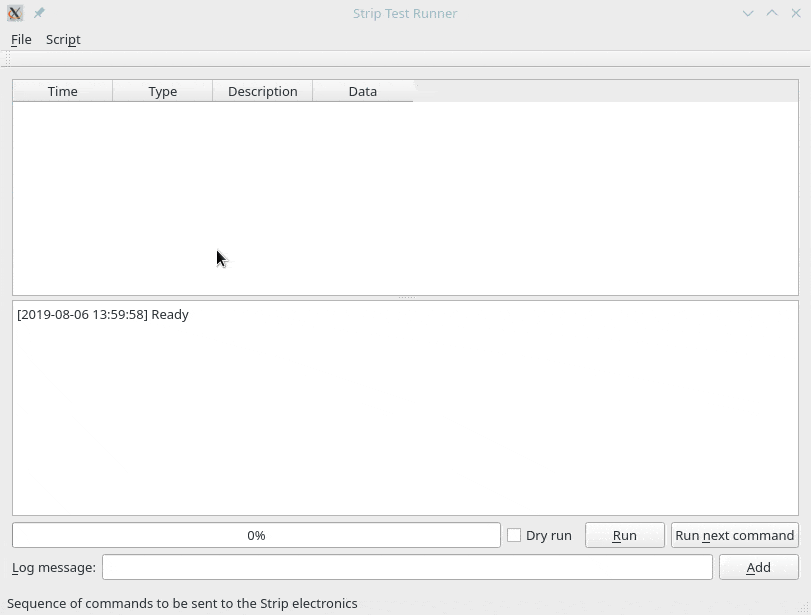 Strip Test Runner
File Script
Time Type Description Data
[2019-08-06 13:59:58] Ready
0% Dry run Run Run next command
Log message: Add
Sequence of commands to be sent to the Strip electronics